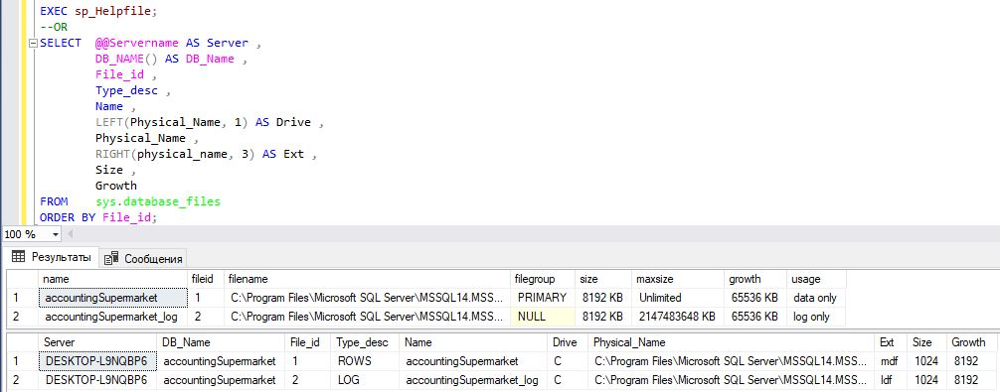 EXEC sp_Helpfile;
--OR
SELECT @@Servername AS Server ,
DB_NAME() AS DB_Name ,
File_id ,
Type_desc ,
Name ,
LEFT(Physical_Name, 1) AS Drive ,
Physical_Name ,
RIGHT(physical_name, 3) AS Ext ,
Size ,
Growth
FROM sys.database_files
ORDER BY File_id;
100 %
Результаты Сообщения
name fileid filename filegroup size maxsize growth usage
1 accountingSupermarket 1 C:\Program Files\Microsoft SQL Server\MSSQL14.MSS... PRIMARY 8192 KB Unlimited 65536 KB data only
2 accountingSupermarket_log 2 C:\Program Files\Microsoft SQL Server\MSSQL14.MSS... NULL 8192 KB 2147483648 KB 65536 KB log only
Server DB_Name File_id Type_desc Name Drive Physical_Name Ext Size Growth
1 DESKTOP-L9NQBP6 accountingSupermarket 1 ROWS accountingSupermarket C C:\Program Files\Microsoft SQL Server\MSSQL14.MSS... mdf 1024 8192
2 DESKTOP-L9NQBP6 accountingSupermarket 2 LOG accountingSupermarket_log C C:\Program Files\Microsoft SQL Server\MSSQL14.MSS... ldf 1024 8192